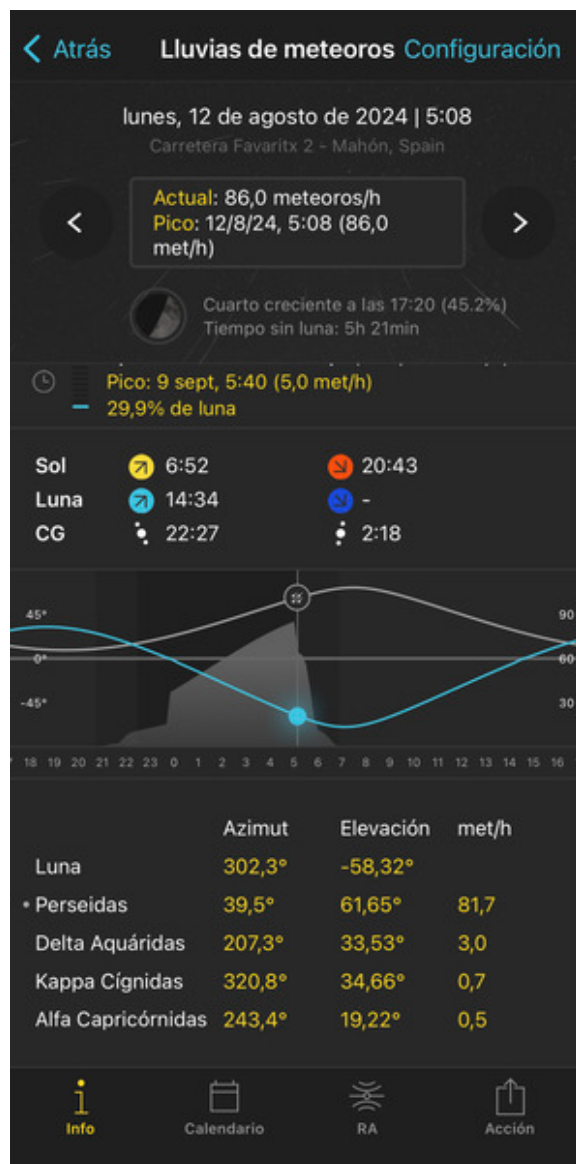 Atrás Lluvias de meteoros Configuración
lunes, 12 de agosto de 2024 | 5:08
Carretera Favaritx 2 - Mahón, Spain
Actual: 86,0 meteoros/h
Pico: 12/8/24, 5:08 (86,0
met/h)
Cuarto creciente a las 17:20 (45.2%)
Tiempo sin luna: 5h 21min
Pico: 9 sept, 5:40 (5,0 met/h)
29,9% de luna
Sol 6:52 20:43
Luna 14:34 -
CG 22:27 2:18
45° 90
0° 60
-45° 30
18 19 20 21 22 23 0 1 2 3 4 5 6 7 8 9 10 11 12 13 14 15 16
Azimut Elevación met/h
Luna 302,3° -58,32°
• Perseidas 39,5° 61,65° 81,7
Delta Aquáridas 207,3° 33,53° 3,0
Kappa Cígnidas 320,8° 34,66° 0,7
Alfa Capricórnidas 243,4° 19,22° 0,5
Info Calendario RA Acción